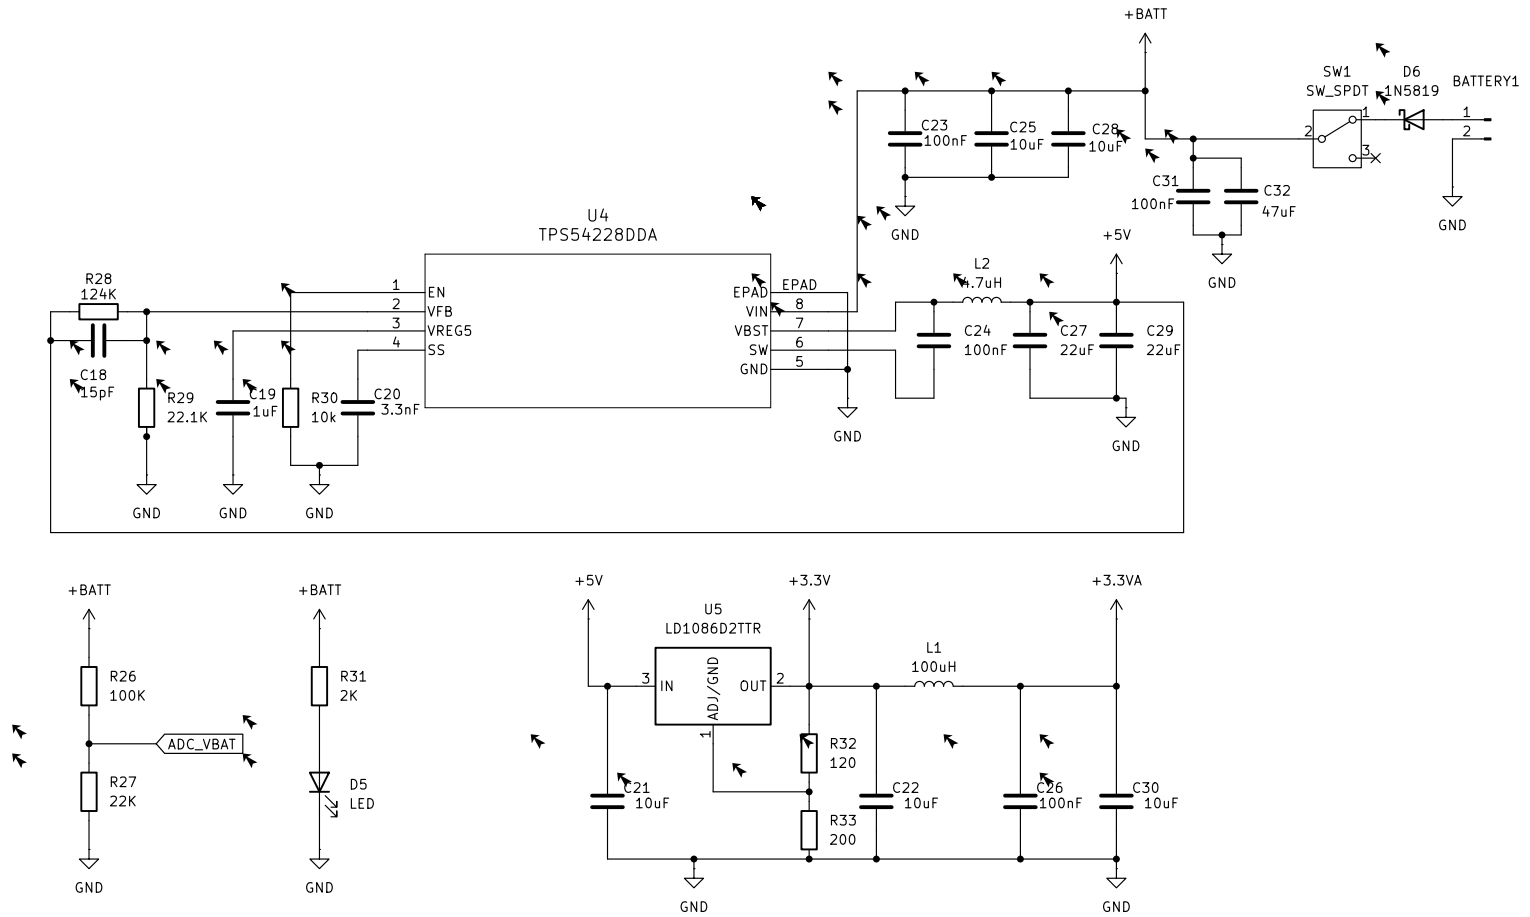 +BATT
SW1
SW_SPDT
D6
1N5819
BATTERY1
1
2
2
1
3
C23
100nF
C25
10uF
C28
10uF
C31
100nF
C32
47uF
GND
GND
GND
U4
TPS54228DDA
1
EN
2
VFB
3
VREG5
4
SS
EPAD
EPAD
VIN
8
VBST
7
SW
6
GND
5
R28
124K
C18
15pF
R29
22.1K
C19
1uF
R30
10k
C20
3.3nF
GND
GND
GND
L2
4.7uH
+5V
C24
100nF
C27
22uF
C29
22uF
GND
GND
+BATT
R26
100K
ADC_VBAT
R27
22K
GND
+BATT
R31
2K
D5
LED
GND
+5V
U5
LD1086D2TTR
3
IN
ADJ/GND
OUT
2
1
+3.3V
L1
100uH
+3.3VA
R32
120
R33
200
C21
10uF
C22
10uF
C26
100nF
C30
10uF
GND
GND